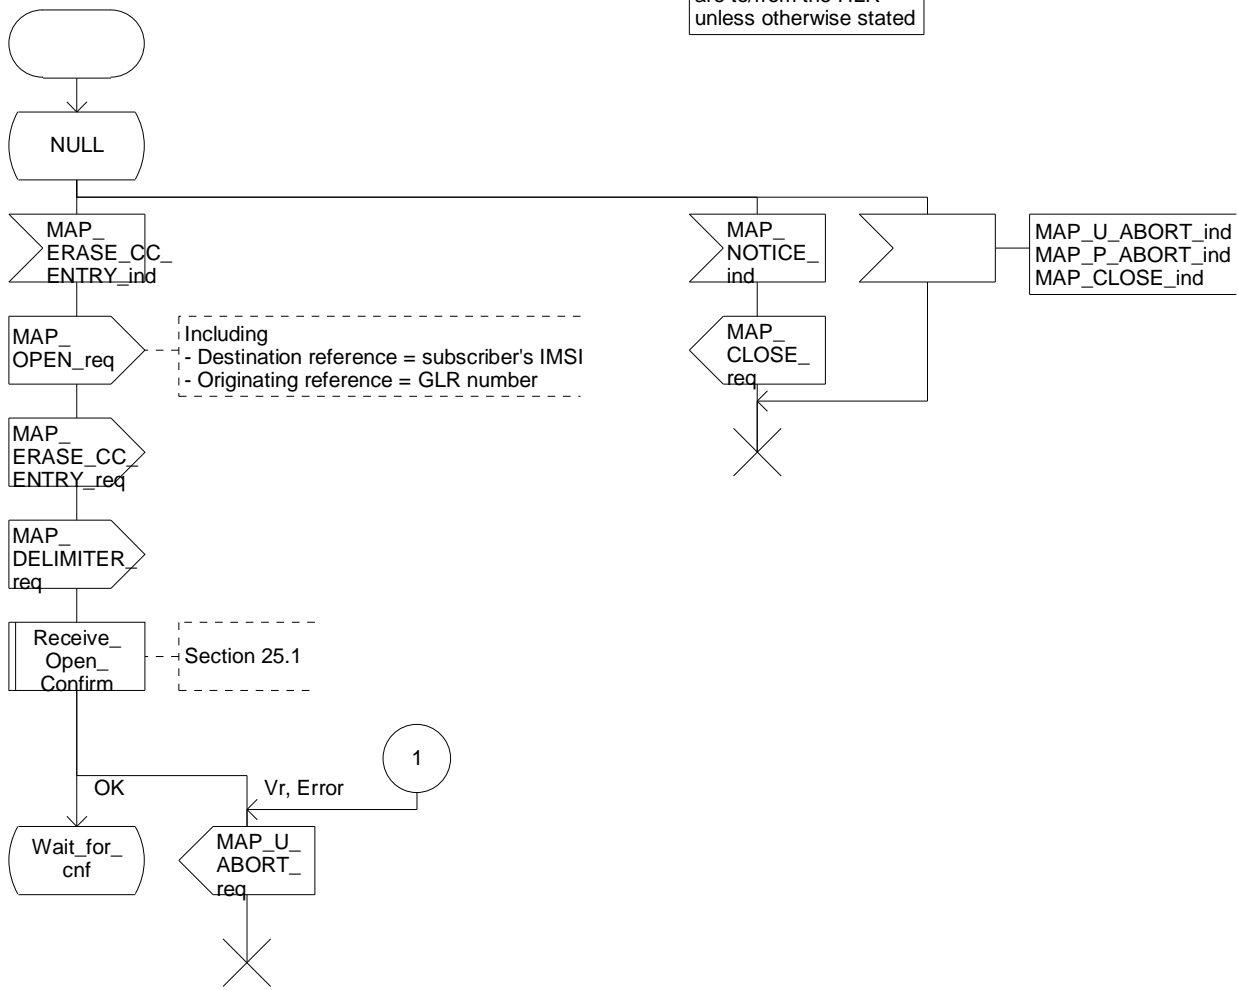 unless otherwise stated
NULL
MAP_
ERASE_CC_
ENTRY_ind
MAP_
NOTICE_
ind
MAP_U_ABORT_ind
MAP_P_ABORT_ind
MAP_CLOSE_ind
MAP_
OPEN_req
Including
- Destination reference = subscriber's IMSI
- Originating reference = GLR number
MAP_
CLOSE_
req
MAP_
ERASE_CC_
ENTRY_req
MAP_
DELIMITER_
req
Receive_
Open_
Confirm
Section 25.1
1
OK
Vr, Error
Wait_for_
cnf
MAP_U_
ABORT_
req